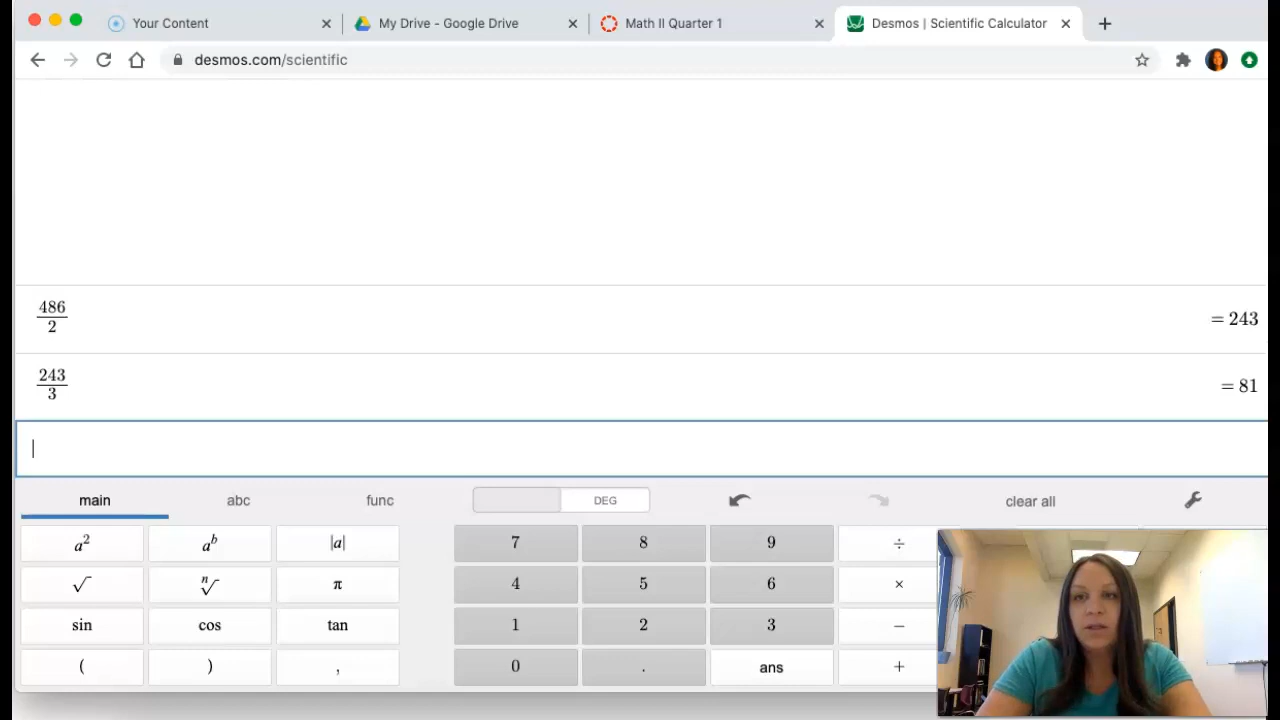 Your Content
My Drive - Google Drive
Math II Quarter 1
Desmos | Scientific Calculator
desmos.com/scientific
486
2
= 243
243
3
= 81
main abc func DEG clear all
a² aᵇ |a| 7 8 9 ÷
√ ⁿ√ π 4 5 6 ×
sin cos tan 1 2 3 −
( ) , 0 . ans +